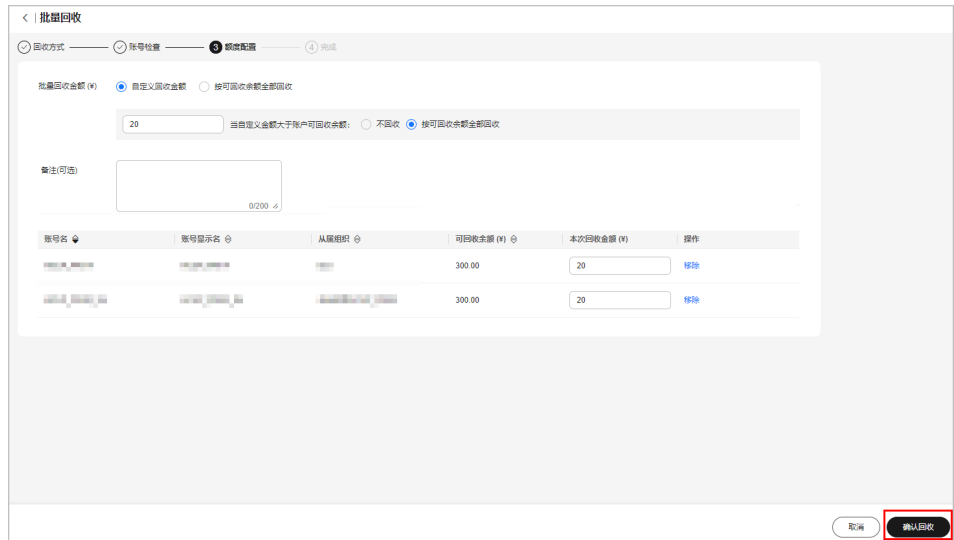 批量回收
回收方式 账号检查 3 额度配置 4 完成
批量回收金额 (¥) 自定义回收金额 按可回收余额全部回收
20 当自定义金额大于账户可回收余额： 不回收 按可回收余额全部回收
备注(可选)
0/200
账号名 账号显示名 从属组织 可回收余额 (¥) 本次回收金额 (¥) 操作
300.00 20 移除
300.00 20 移除
取消 确认回收